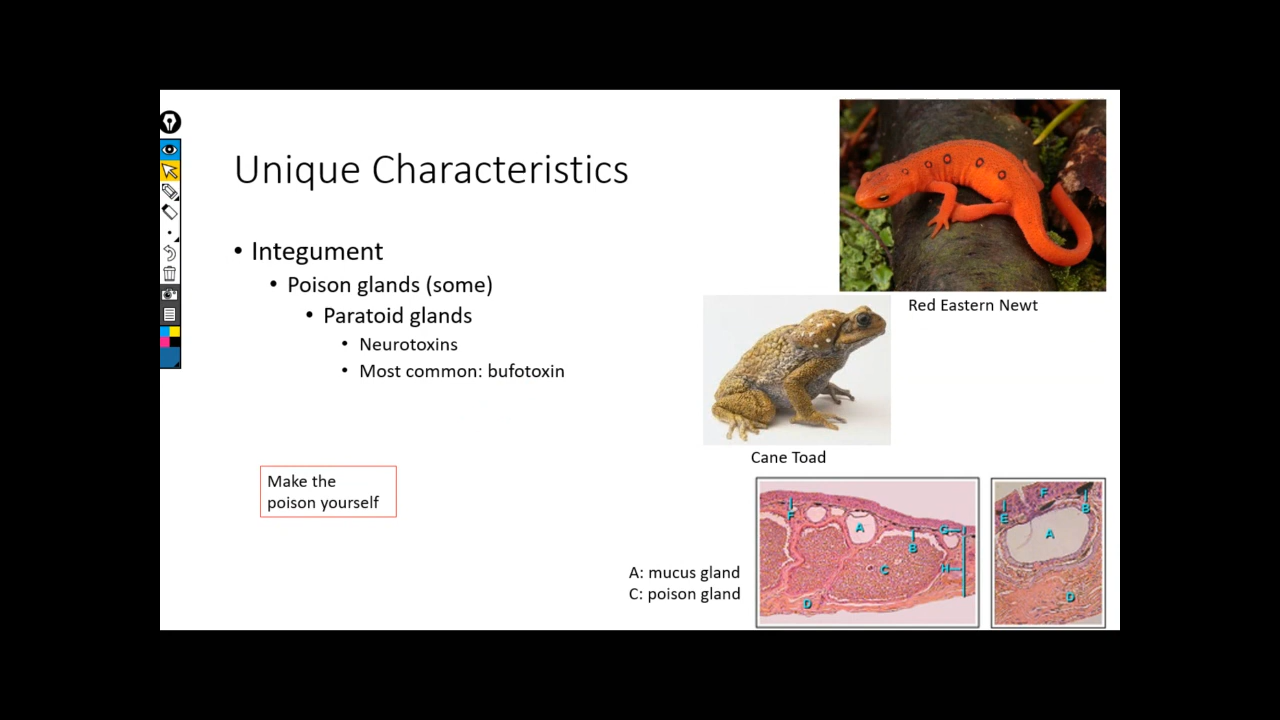 Unique Characteristics
• Integument
• Poison glands (some)
• Paratoid glands
• Neurotoxins
• Most common: bufotoxin
Make the
poison yourself
Red Eastern Newt
Cane Toad
A: mucus gland
C: poison gland
F
A
B
C
G
H
D
F
E
B
A
D